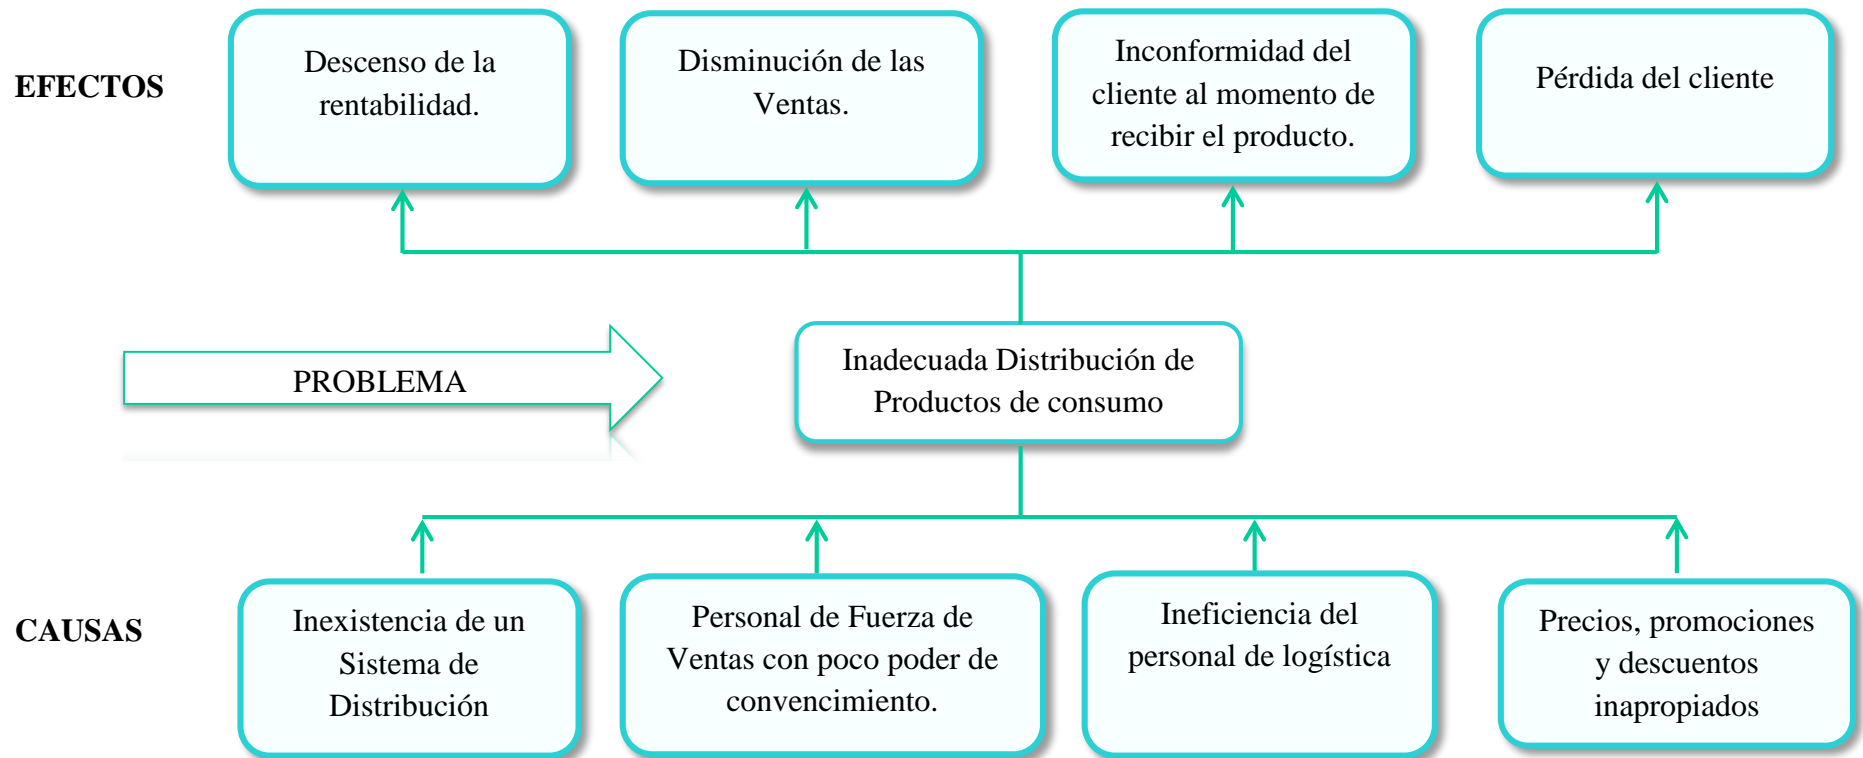 EFECTOS
Descenso de la
rentabilidad.
Disminución de las
Ventas.
Inconformidad del
cliente al momento de
recibir el producto.
Pérdida del cliente
PROBLEMA
Inadecuada Distribución de
Productos de consumo
CAUSAS
Inexistencia de un
Sistema de
Distribución
Personal de Fuerza de
Ventas con poco poder de
convencimiento.
Ineficiencia del
personal de logística
Precios, promociones
y descuentos
inapropiados